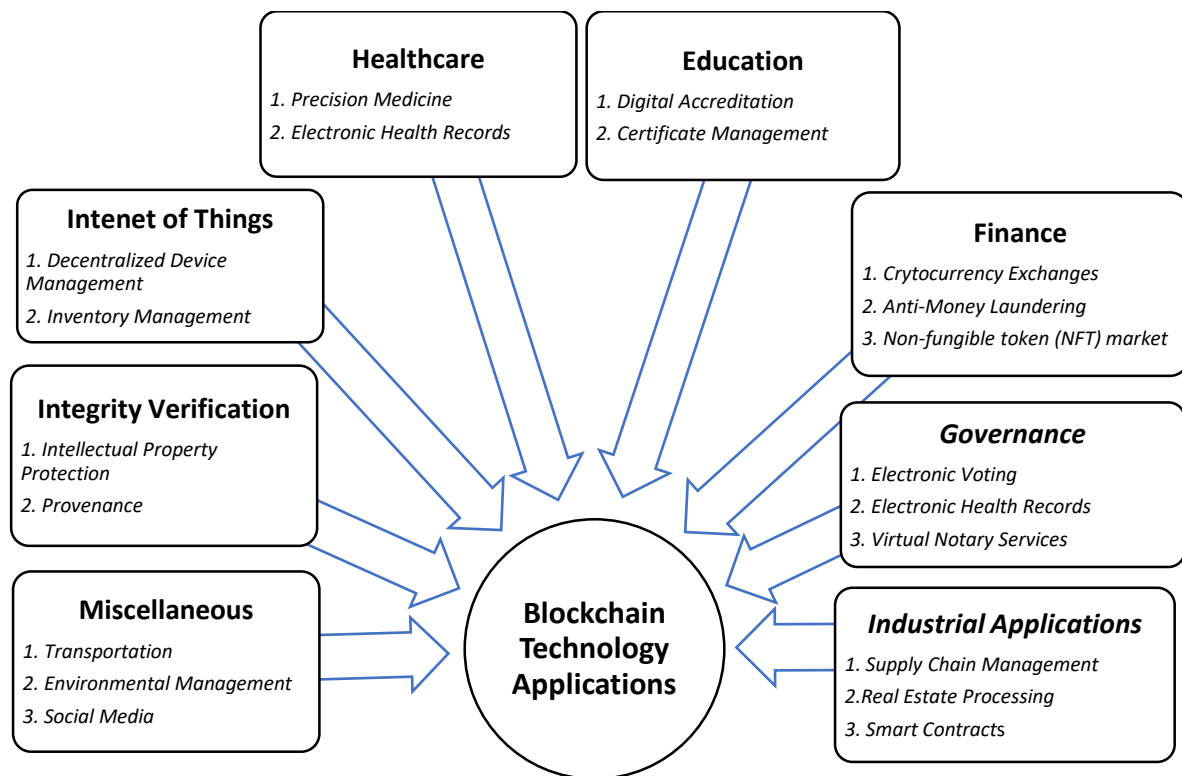 Healthcare
1. Precision Medicine
2. Electronic Health Records
Education
1. Digital Accreditation
2. Certificate Management
Intenet of Things
1. Decentralized Device
Management
2. Inventory Management
Finance
1. Crytocurrency Exchanges
2. Anti-Money Laundering
3. Non-fungible token (NFT) market
Integrity Verification
1. Intellectual Property
Protection
2. Provenance
Governance
1. Electronic Voting
2. Electronic Health Records
3. Virtual Notary Services
Miscellaneous
1. Transportation
2. Environmental Management
3. Social Media
Blockchain
Technology
Applications
Industrial Applications
1. Supply Chain Management
2.Real Estate Processing
3. Smart Contracts